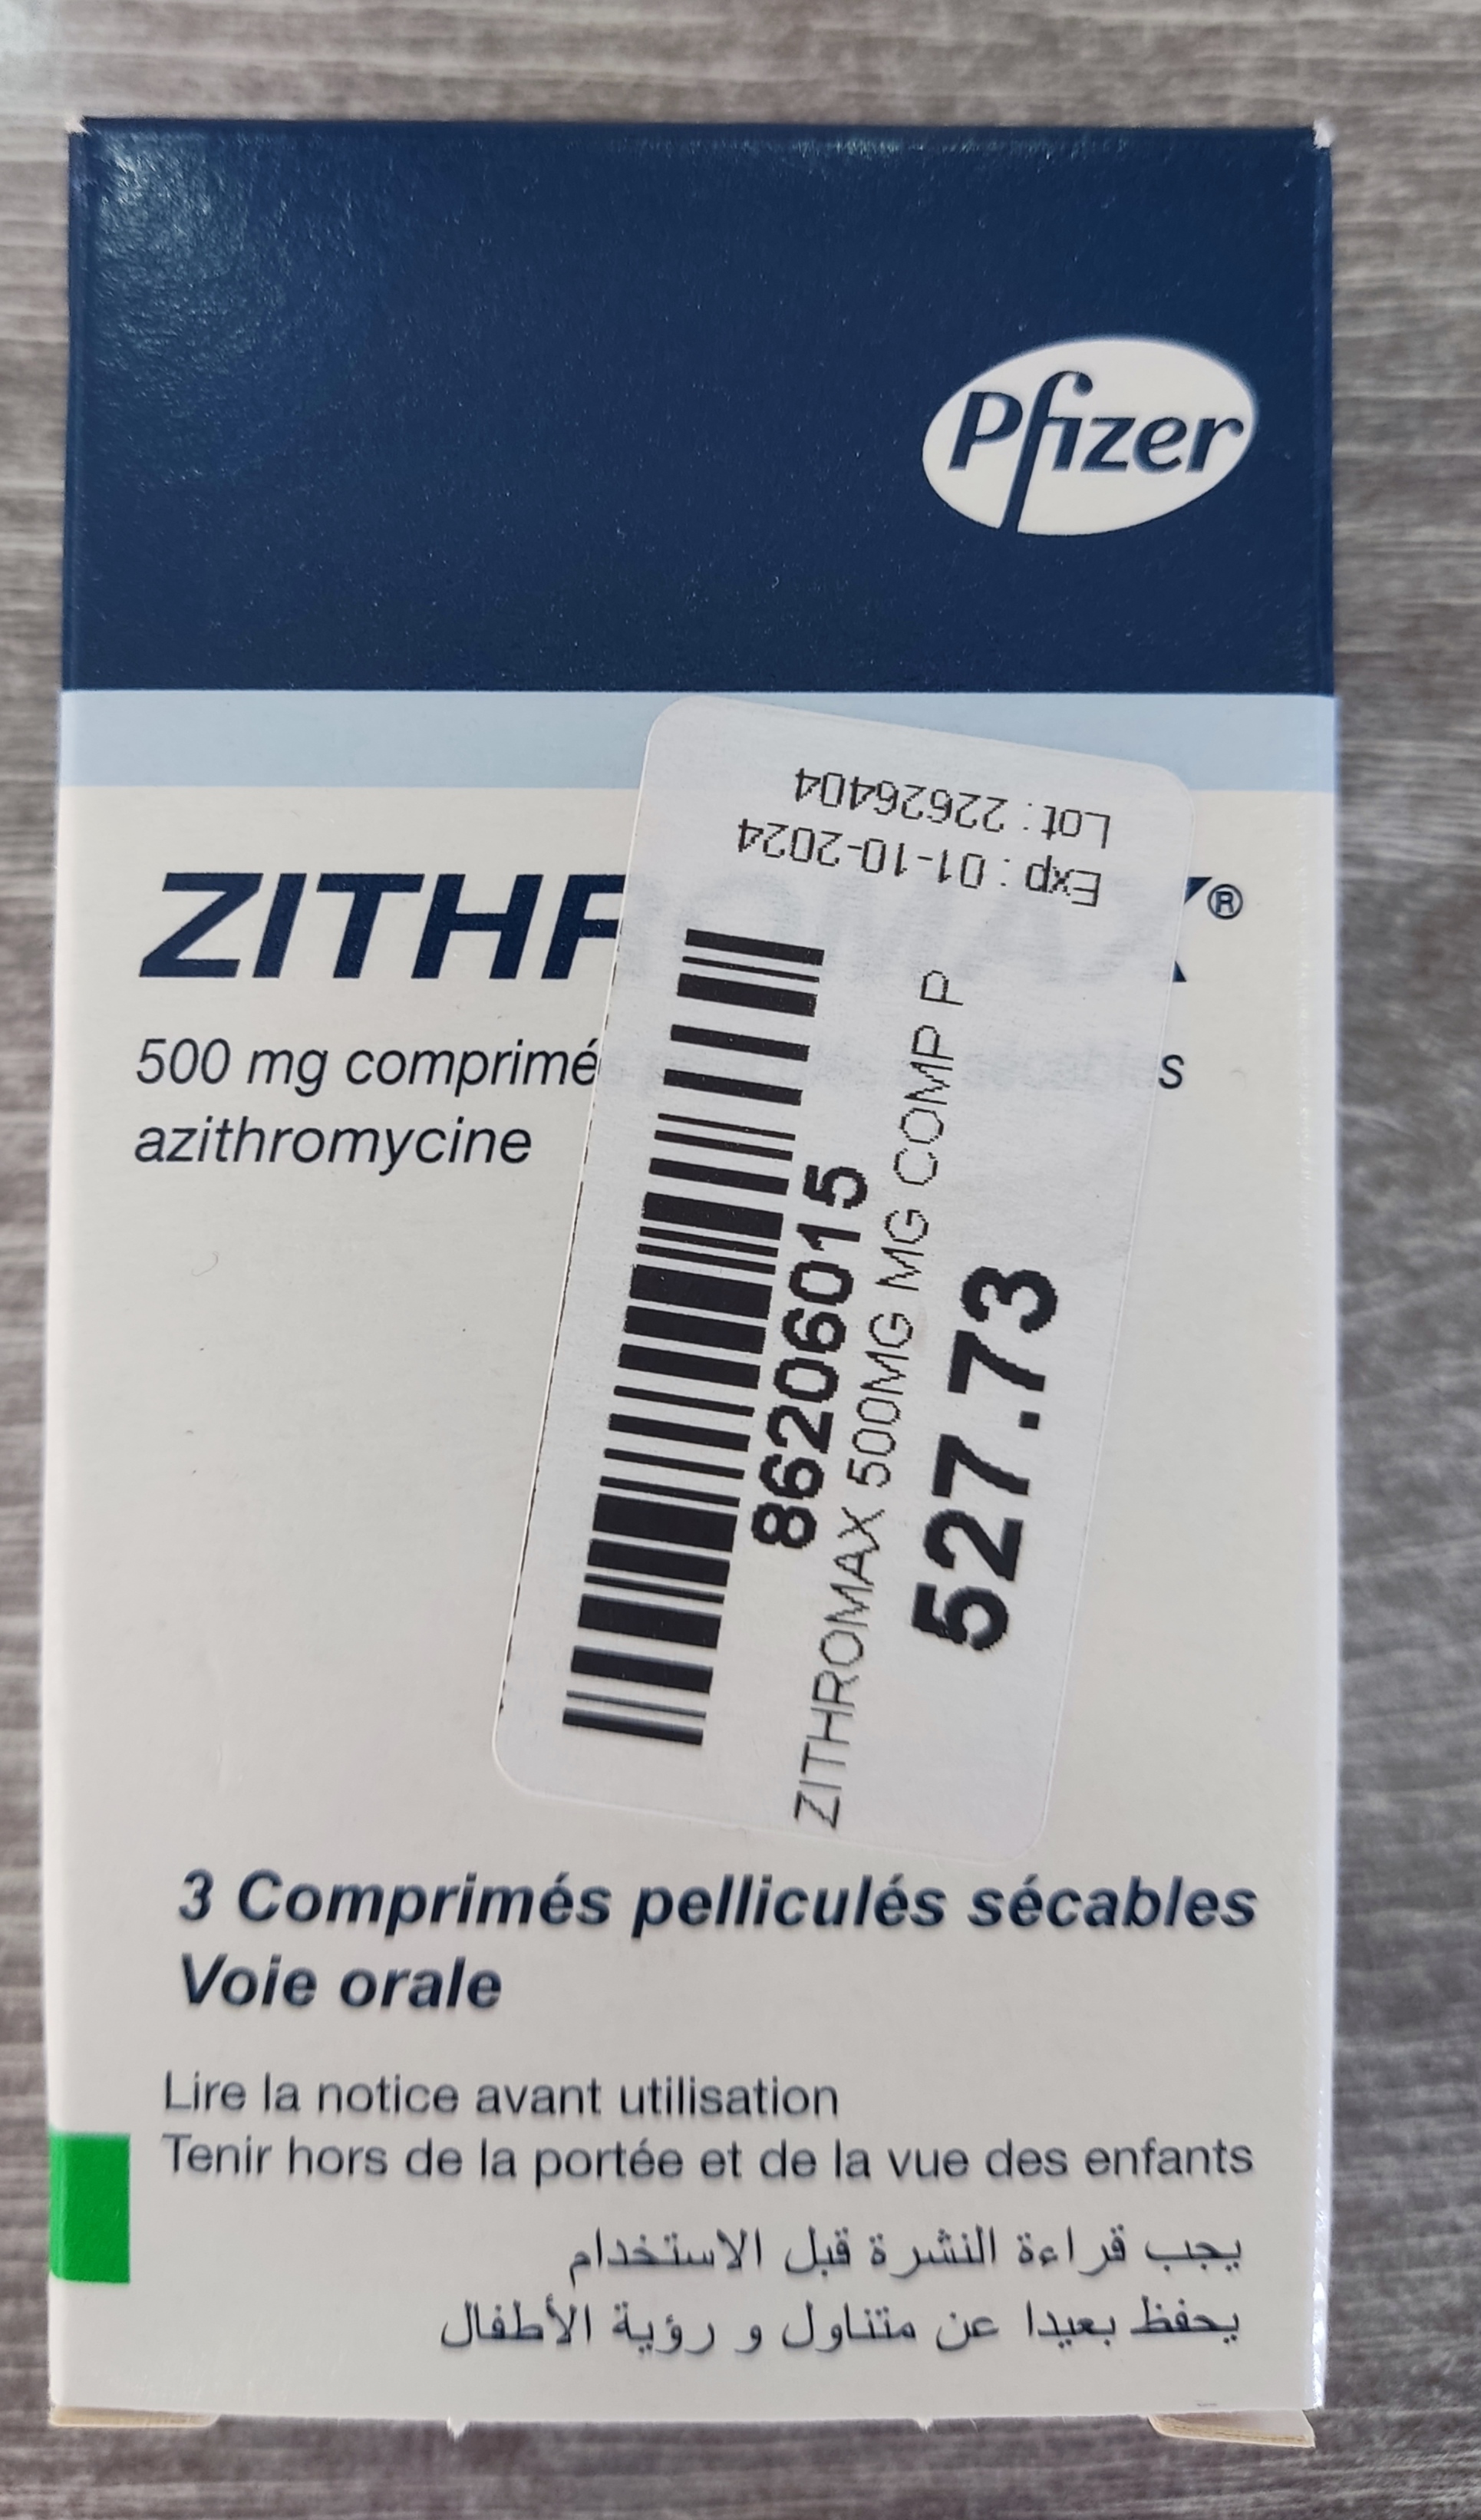 Pfizer
Lot : 22626404
Exp : 01-10-2024
ZITHR X®
500 mg comprimé s
azithromycine
86206015
ZITHROMAX 500MG MG COMP P
527.73
3 Comprimés pelliculés sécables
Voie orale
Lire la notice avant utilisation
Tenir hors de la portée et de la vue des enfants
يجب قراءة النشرة قبل الاستخدام
يحفظ بعيدا عن متناول و رؤية الأطفال